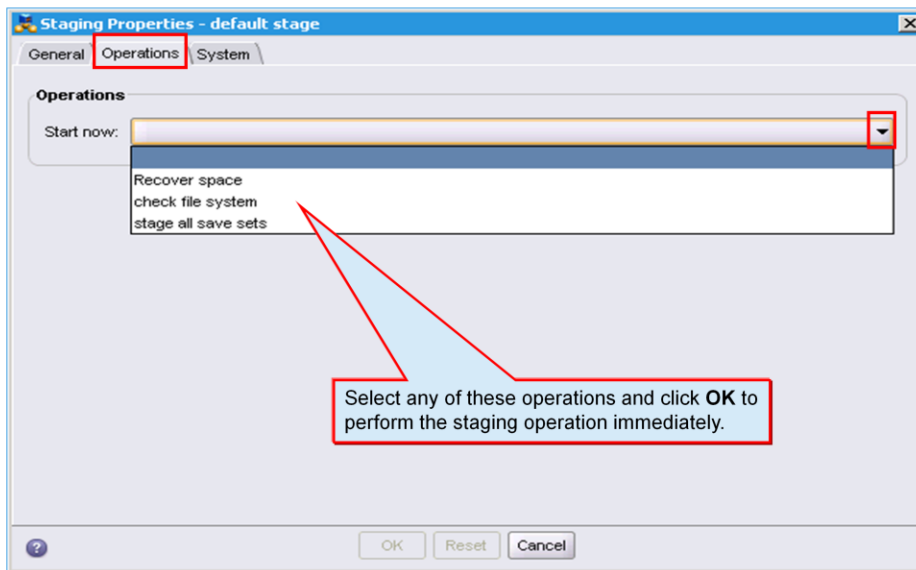 Staging Properties - default stage
General Operations System
Operations
Start now:
Recover space
check file system
stage all save sets
Select any of these operations and click OK to
perform the staging operation immediately.
? OK Reset Cancel